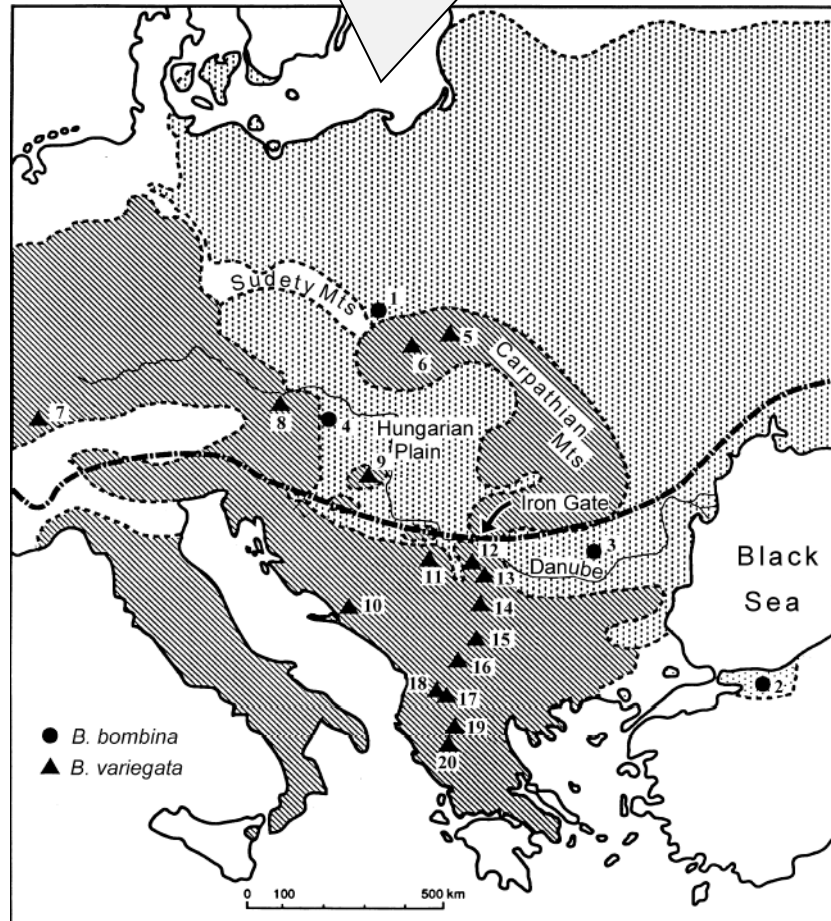 Sudety Mts
1
5
6
Carpathian
Mts
7
8
4
Hungarian
Plain
9
Iron Gate
3
12
Danube
11
13
Black
Sea
10
14
15
16
2
18
17
19
20
B. bombina
B. variegata
0 100 500 km